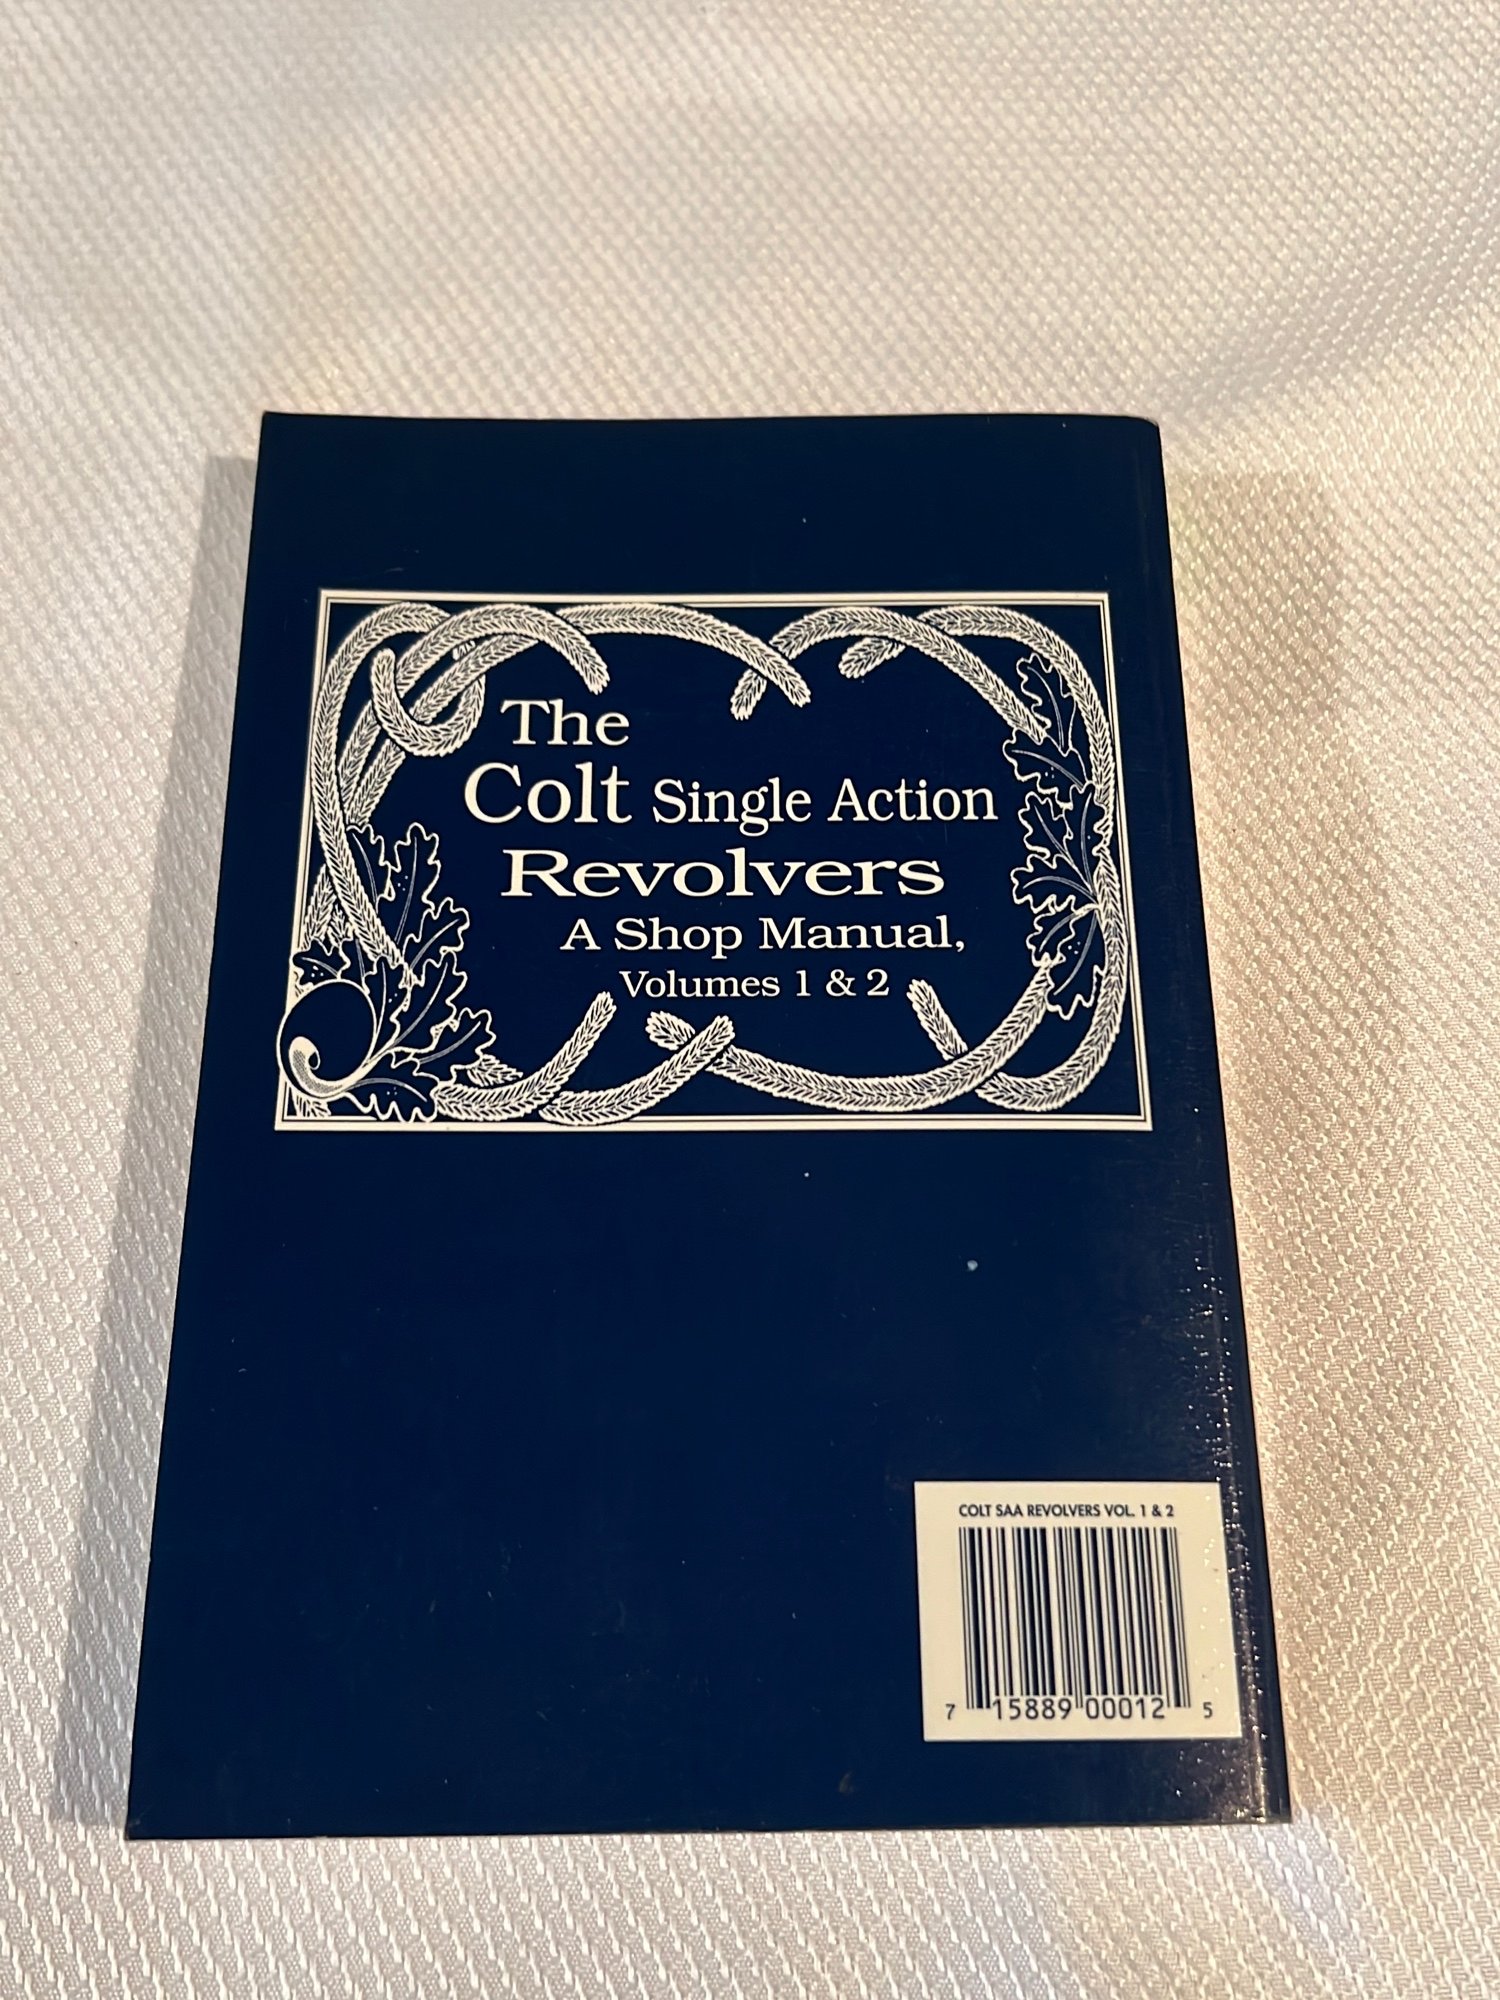 The
Colt Single Action
Revolvers
A Shop Manual,
Volumes 1 & 2
COLT SAA REVOLVERS VOL. 1 & 2
7 15889 00012 5